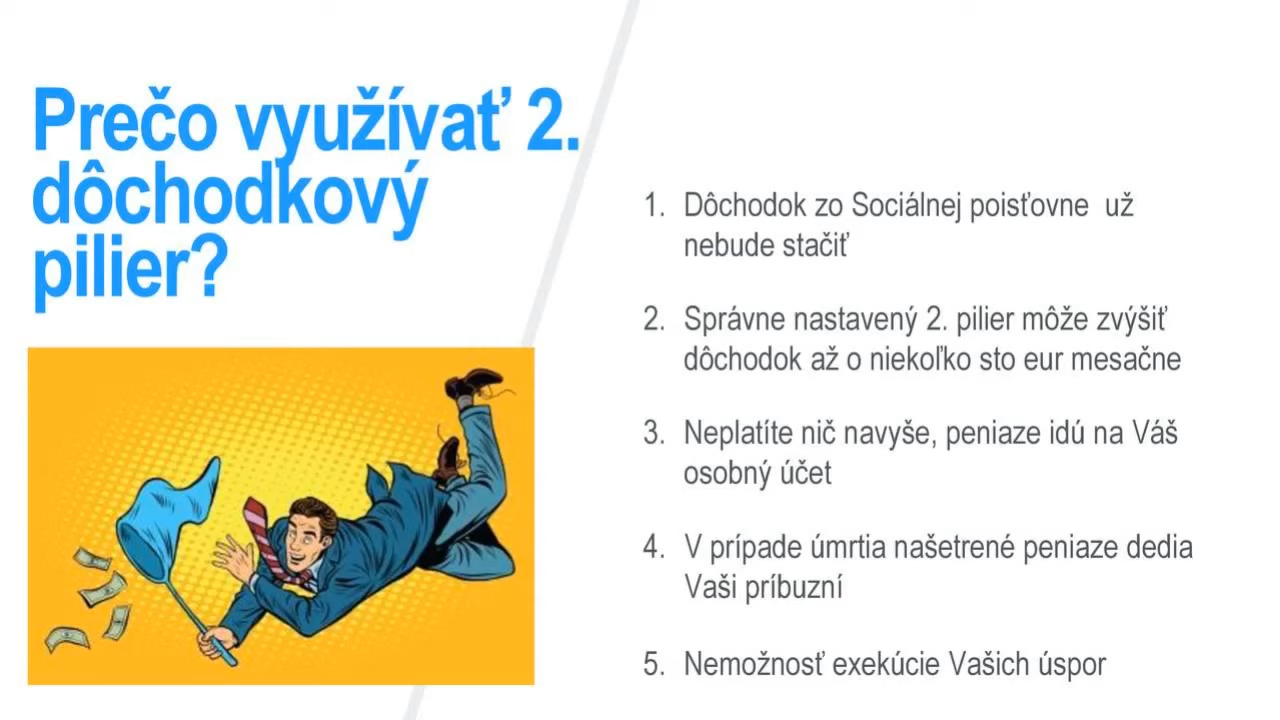 Prečo využívať 2.
dôchodkový
pilier?
1. Dôchodok zo Sociálnej poisťovne už
nebude stačiť
2. Správne nastavený 2. pilier môže zvýšiť
dôchodok až o niekoľko sto eur mesačne
3. Neplatíte nič navyše, peniaze idú na Váš
osobný účet
4. V prípade úmrtia našetrené peniaze dedia
Vaši príbuzní
5. Nemožnosť exekúcie Vašich úspor